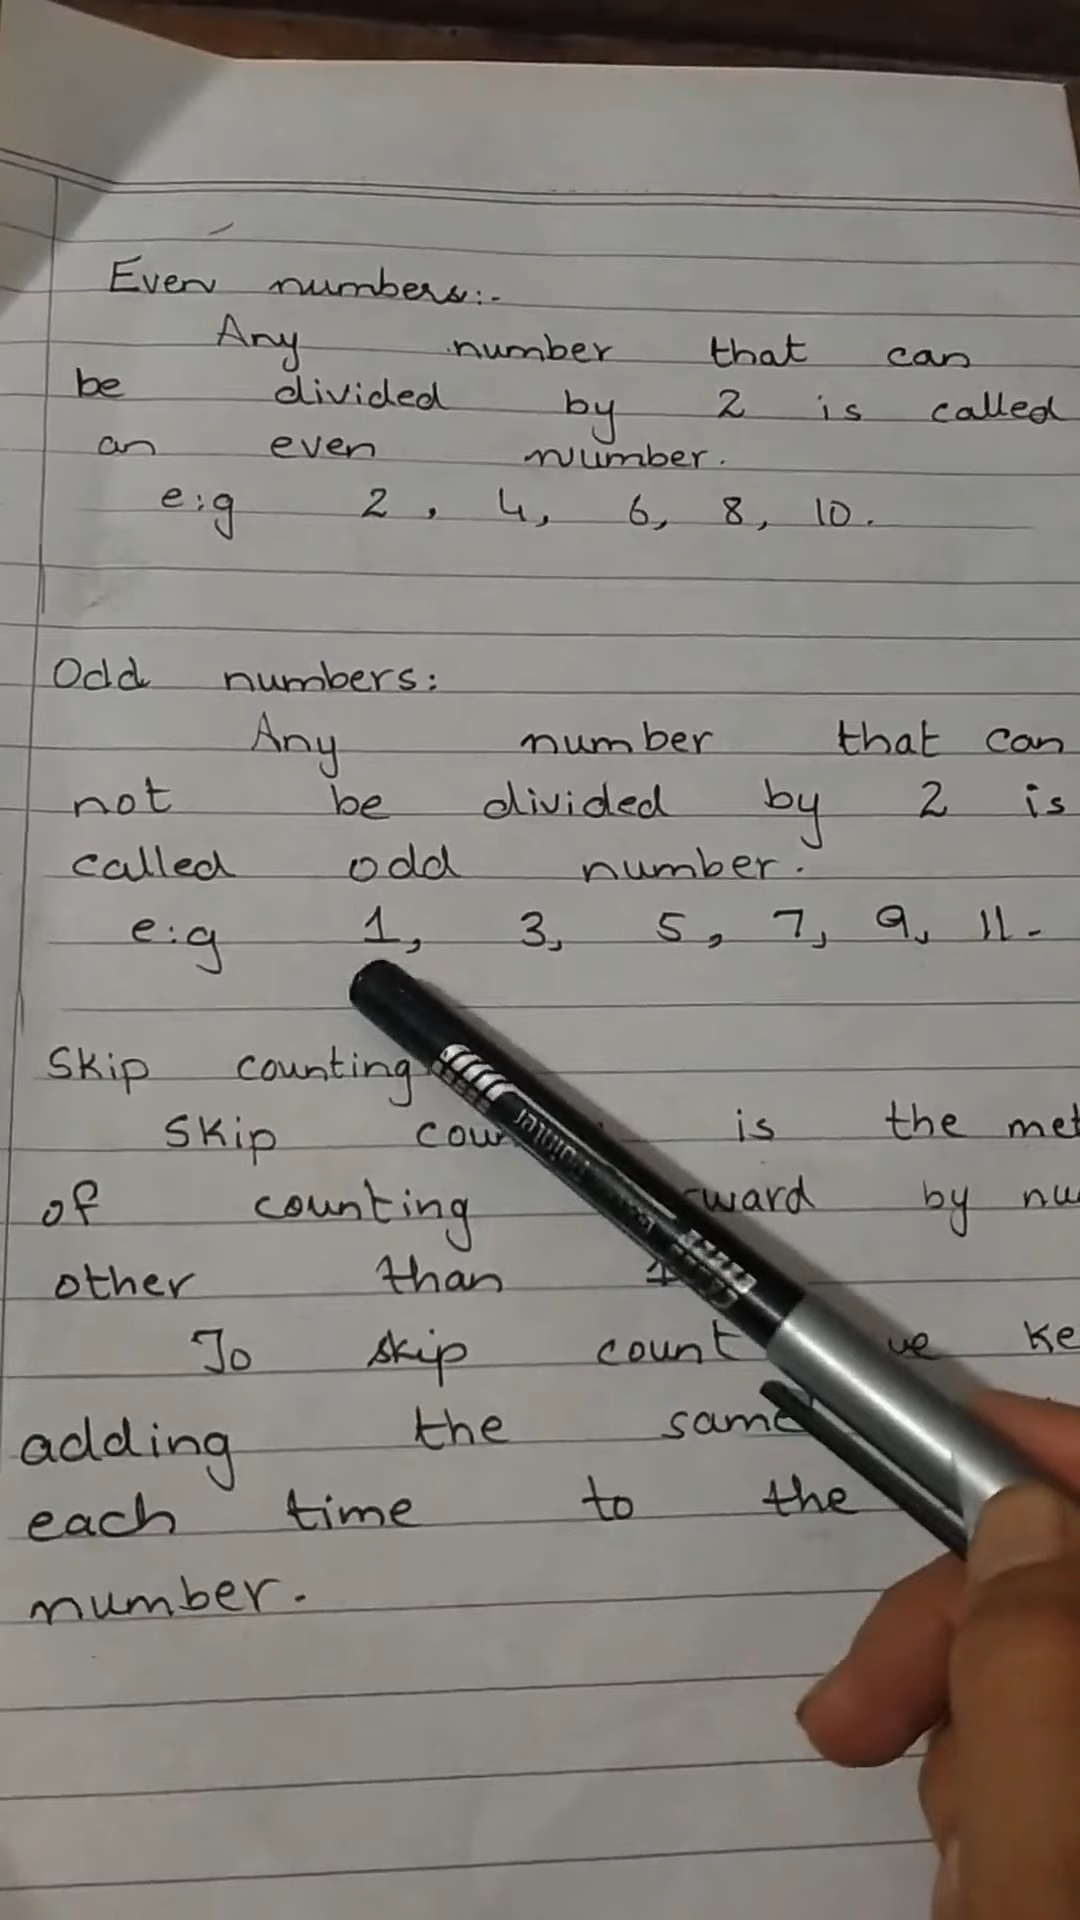 Even numbers:-
Any number that can
be divided by 2 is called
an even number.
e:g 2, 4, 6, 8, 10.
Odd numbers:
Any number that can
not be divided by 2 is
called odd number.
e:g 1, 3, 5, 7, 9, 11.
Skip counting
Skip is the
of counting by
other than 1
To skip count
adding the same
each time to the
number.